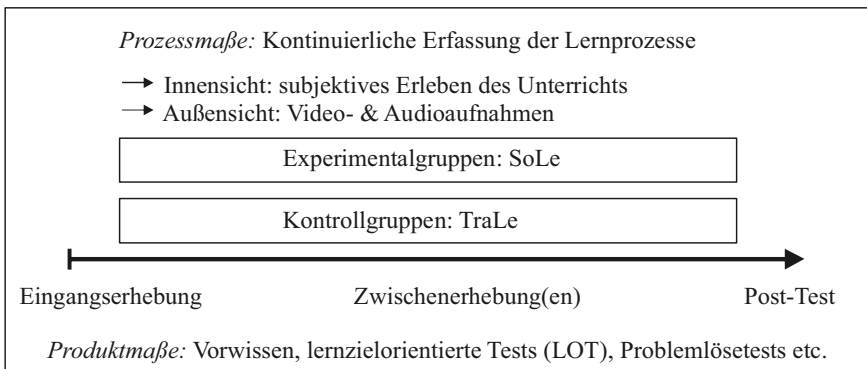 Prozessmaße: Kontinuierliche Erfassung der Lernprozesse
→ Innensicht: subjektives Erleben des Unterrichts
→ Außensicht: Video- & Audioaufnahmen
Experimentalgruppen: SoLe
Kontrollgruppen: TraLe
Eingangserhebung Zwischenerhebung(en) Post-Test
Produktmaße: Vorwissen, lernzielorientierte Tests (LOT), Problemlösetests etc.